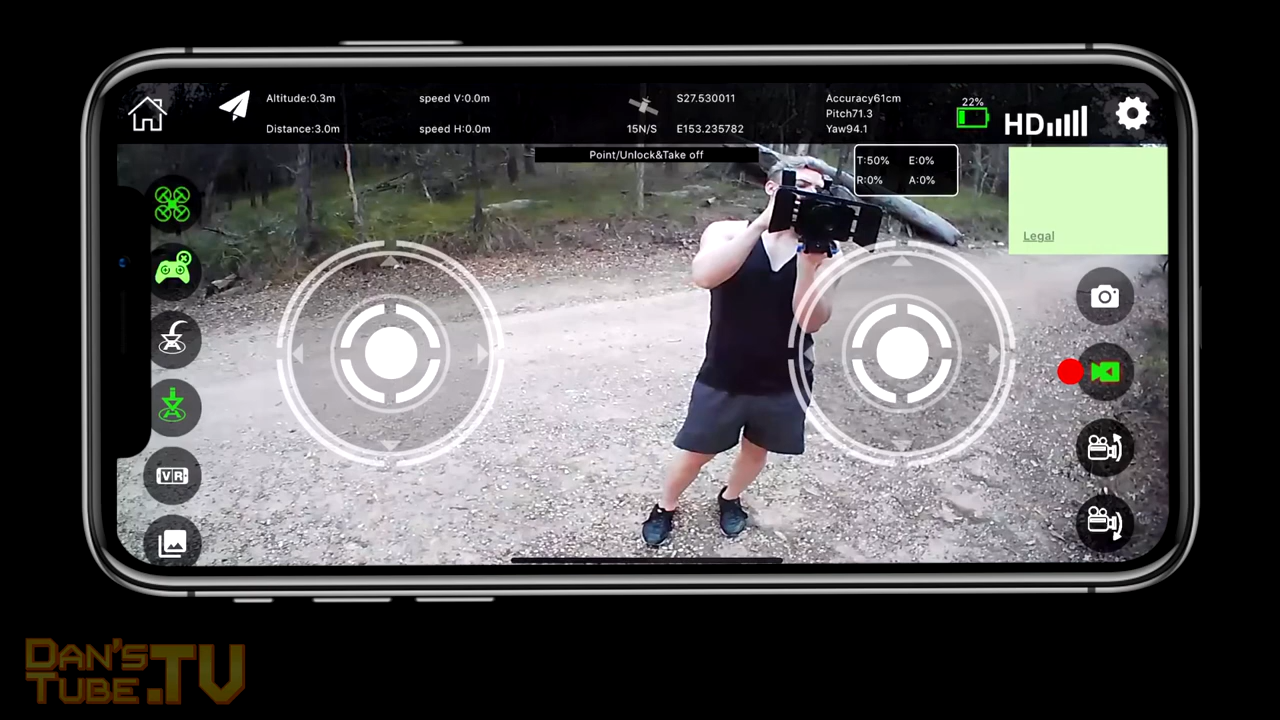 Altitude:0.3m
speed V:0.0m
S27.530011
Accuracy61cm
Pitch71.3
Yaw94.1
22%
HD
Distance:3.0m
speed H:0.0m
15N/S
E153.235782
Point/Unlock&Take off
T:50% E:0%
R:0% A:0%
Legal
VR
DAN'S
TUBE
.TV